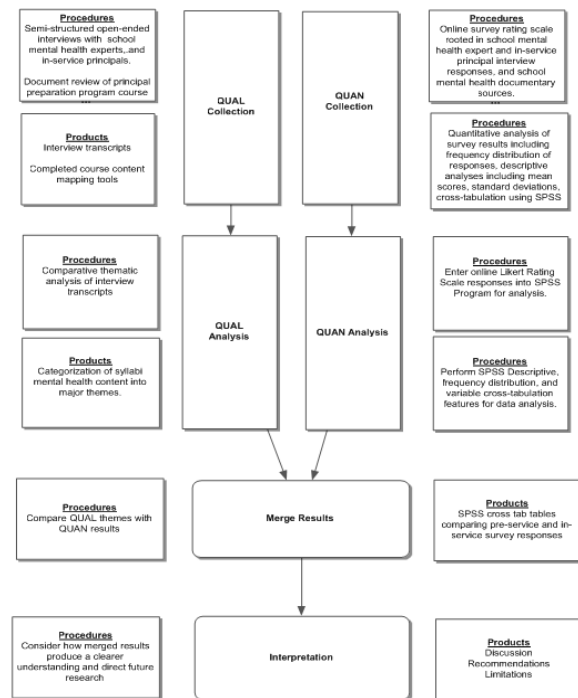 Procedures
Semi-structured open-ended
interviews with school
mental health experts, and
in-service principals.
Document review of principal
preparation program course
...
Products
Interview transcripts
Completed course content
mapping tools
QUAL
Collection
QUAN
Collection
Procedures
Online survey rating scale
rooted in school mental
health expert and in-service
principal interview
responses, and school
mental health documentary
sources.
...
Procedures
Quantitative analysis of
survey results including
frequency distribution of
responses, descriptive
analyses including mean
scores, standard deviations,
cross-tabulation using SPSS
Procedures
Comparative thematic
analysis of interview
transcripts
Products
Categorization of syllabi
mental health content into
major themes.
QUAL
Analysis
QUAN Analysis
Procedures
Enter online Likert Rating
Scale responses into SPSS
Program for analysis.
Procedures
Perform SPSS Descriptive,
frequency distribution, and
variable cross-tabulation
features for data analysis.
Procedures
Compare QUAL themes with
QUAN results
Merge Results
Products
SPSS cross tab tables
comparing pre-service and in-
service survey responses
Procedures
Consider how merged results
produce a clearer
understanding and direct future
research
Interpretation
Products
Discussion
Recommendations
Limitations